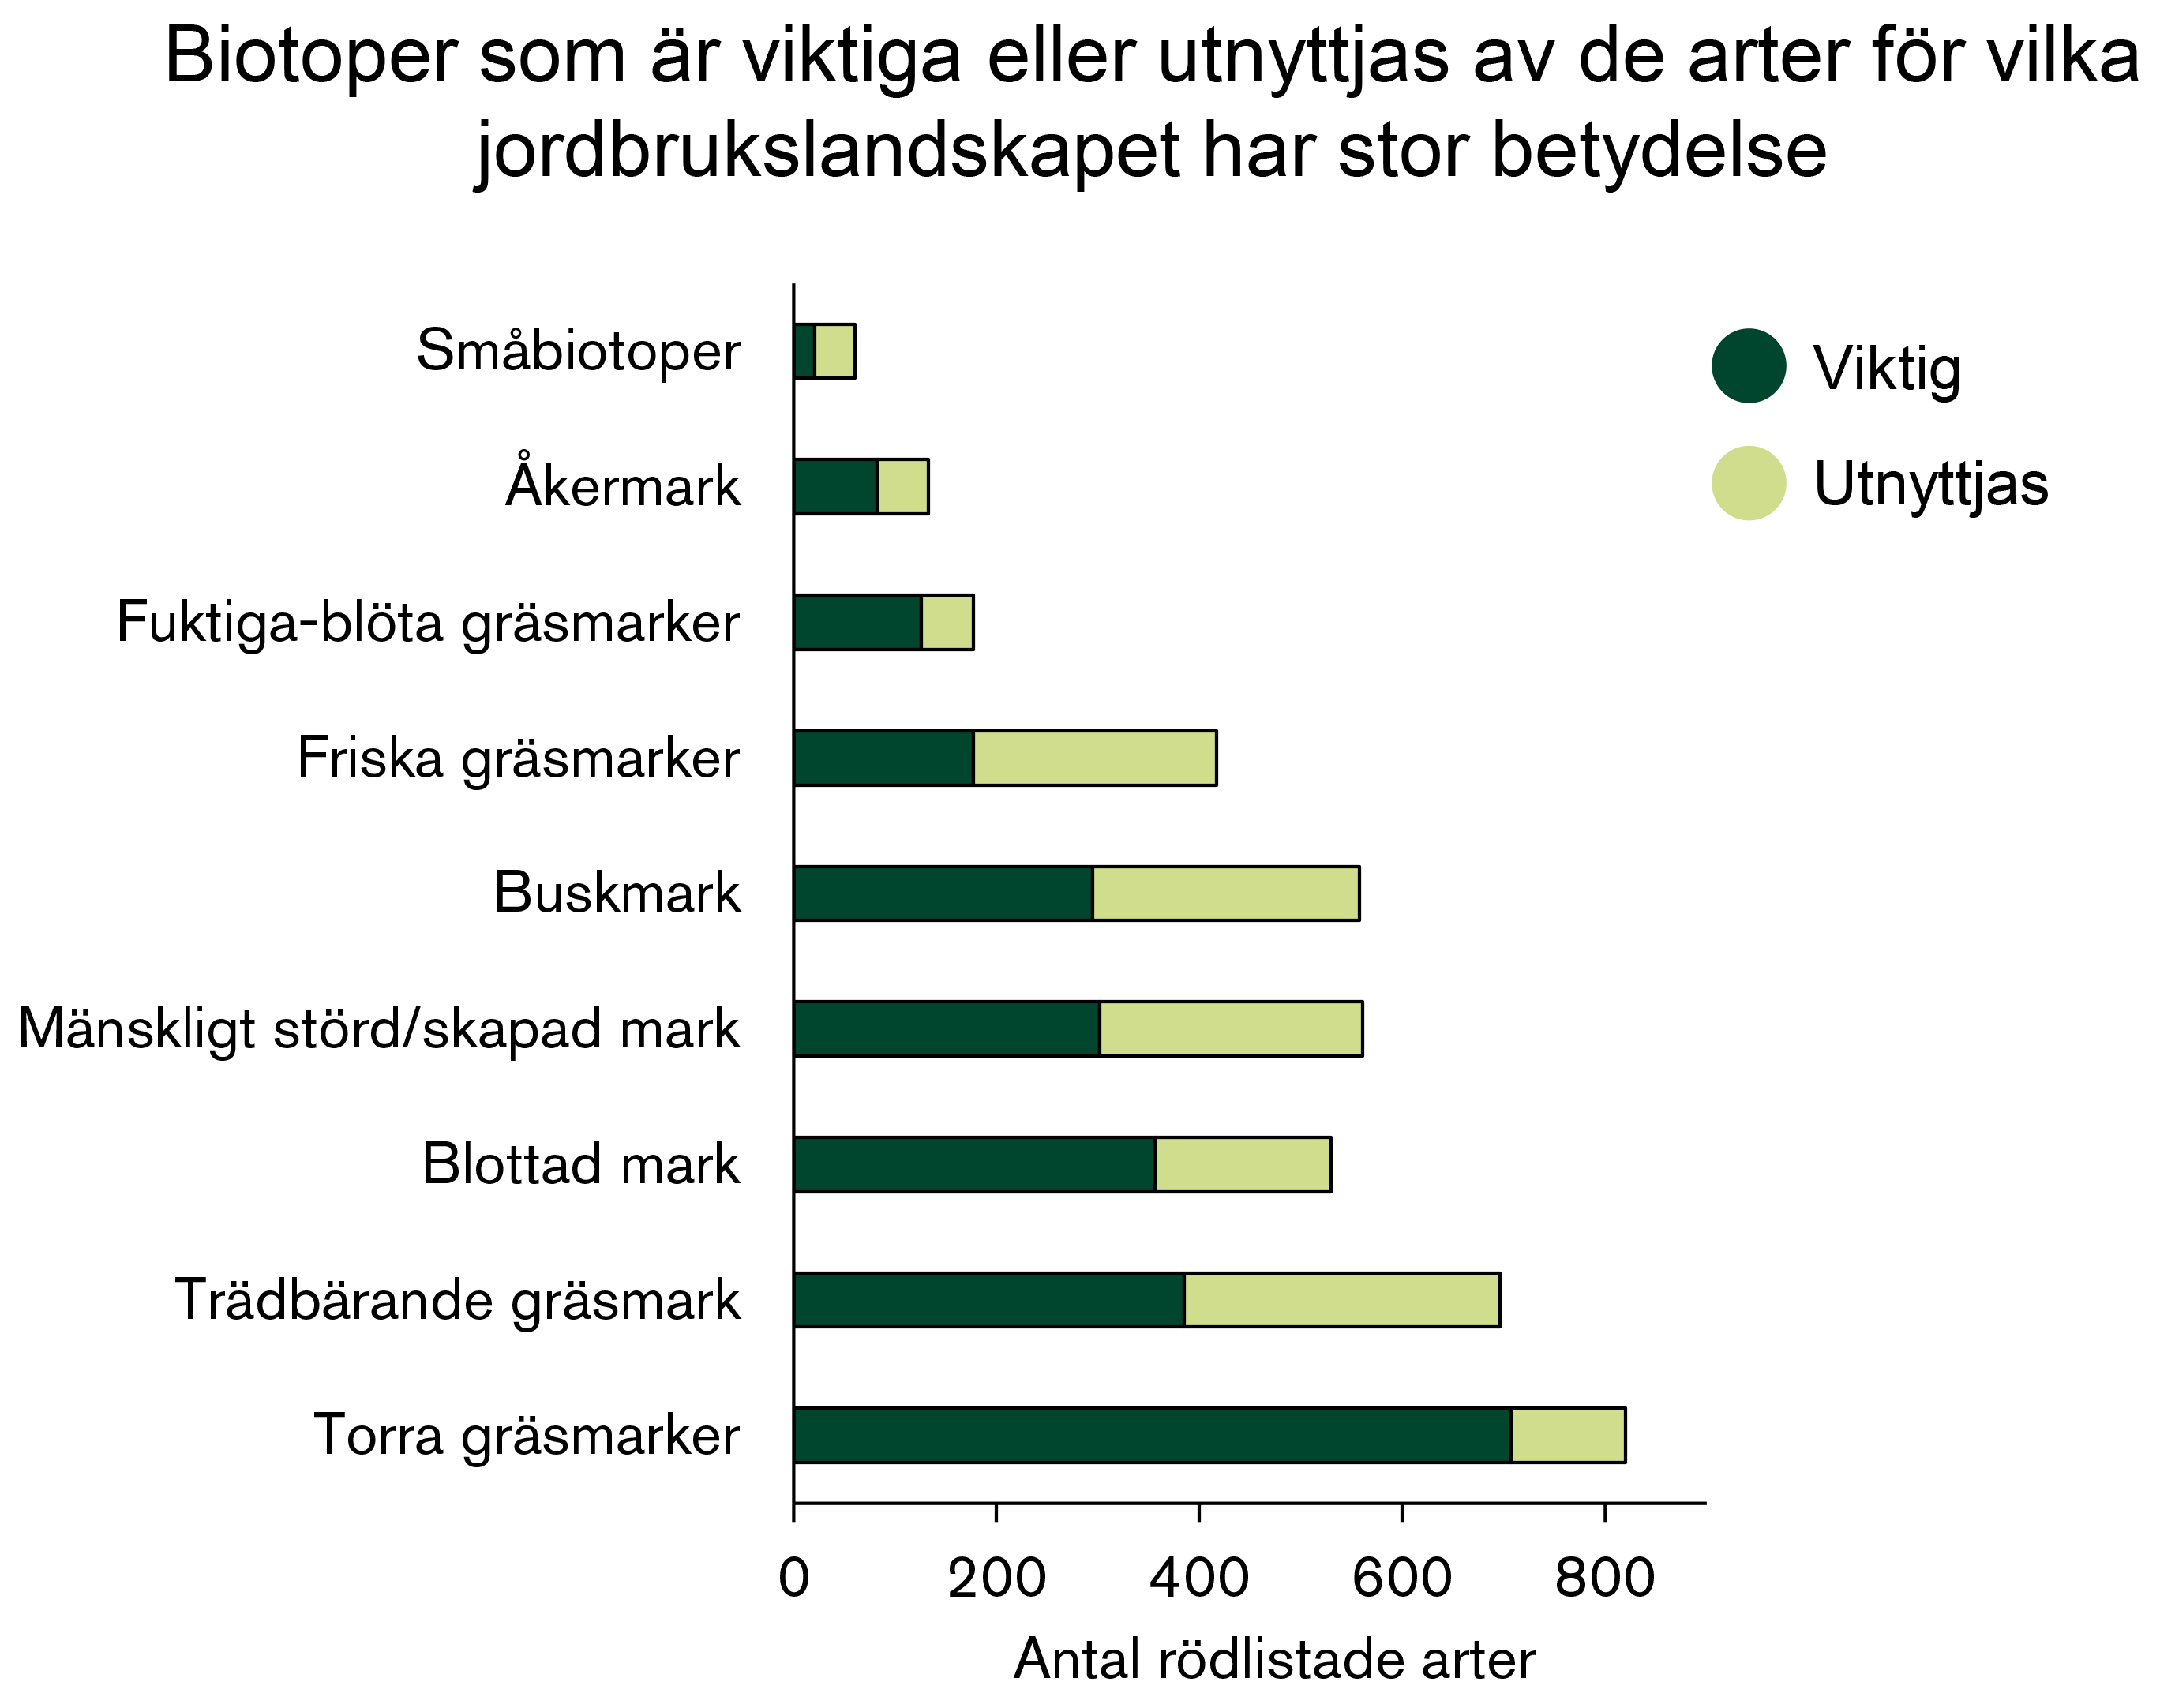 Biotoper som är viktiga eller utnyttjas av de arter för vilka
jordbrukslandskapet har stor betydelse
Småbiotoper
Åkermark
Fuktiga-blöta gräsmarker
Friska gräsmarker
Buskmark
Mänskligt störd/skapad mark
Blottad mark
Trädbärande gräsmark
Torra gräsmarker
0 200 400 600 800
Antal rödlistade arter
Viktig
Utnyttjas